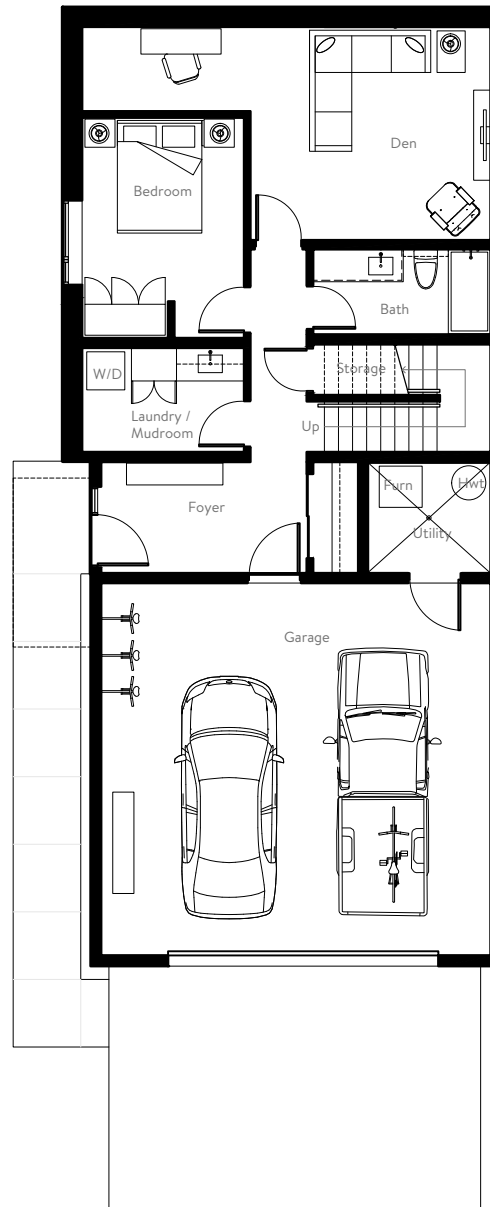 Den
Bedroom
Bath
Storage
W/D
Laundry /
Mudroom
Up
Furn
Hwt
Foyer
Utility
Garage